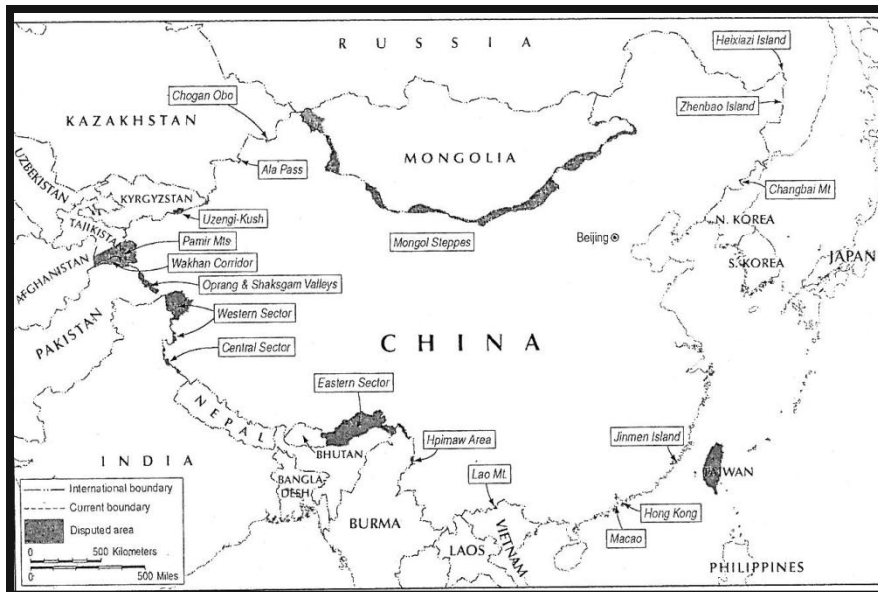 RUSSIA
Heixiazi Island
Chogan Obo
Zhenbao Island
KAZAKHSTAN
MONGOLIA
UZBEKISTAN
Ala Pass
Changbai Mt
KYRGYZSTAN
Uzengi-Kush
N. KOREA
TAJIKISTAN
Beijing
Mongol Steppes
Pamir Mts
S. KOREA
JAPAN
Wakhan Corridor
AFGHANISTAN
Oprang & Shaksgam Valleys
PAKISTAN
Western Sector
CHINA
Central Sector
Eastern Sector
NEPAL
Jinmen Island
Hpimaw Area
BHUTAN
INDIA
Lao Mt.
TAIWAN
BANGLA
DESH
Hong Kong
BURMA
Macao
VIETNAM
LAOS
PHILIPPINES
International boundary
Current boundary
Disputed area
0 500 Kilometers
0 500 Miles